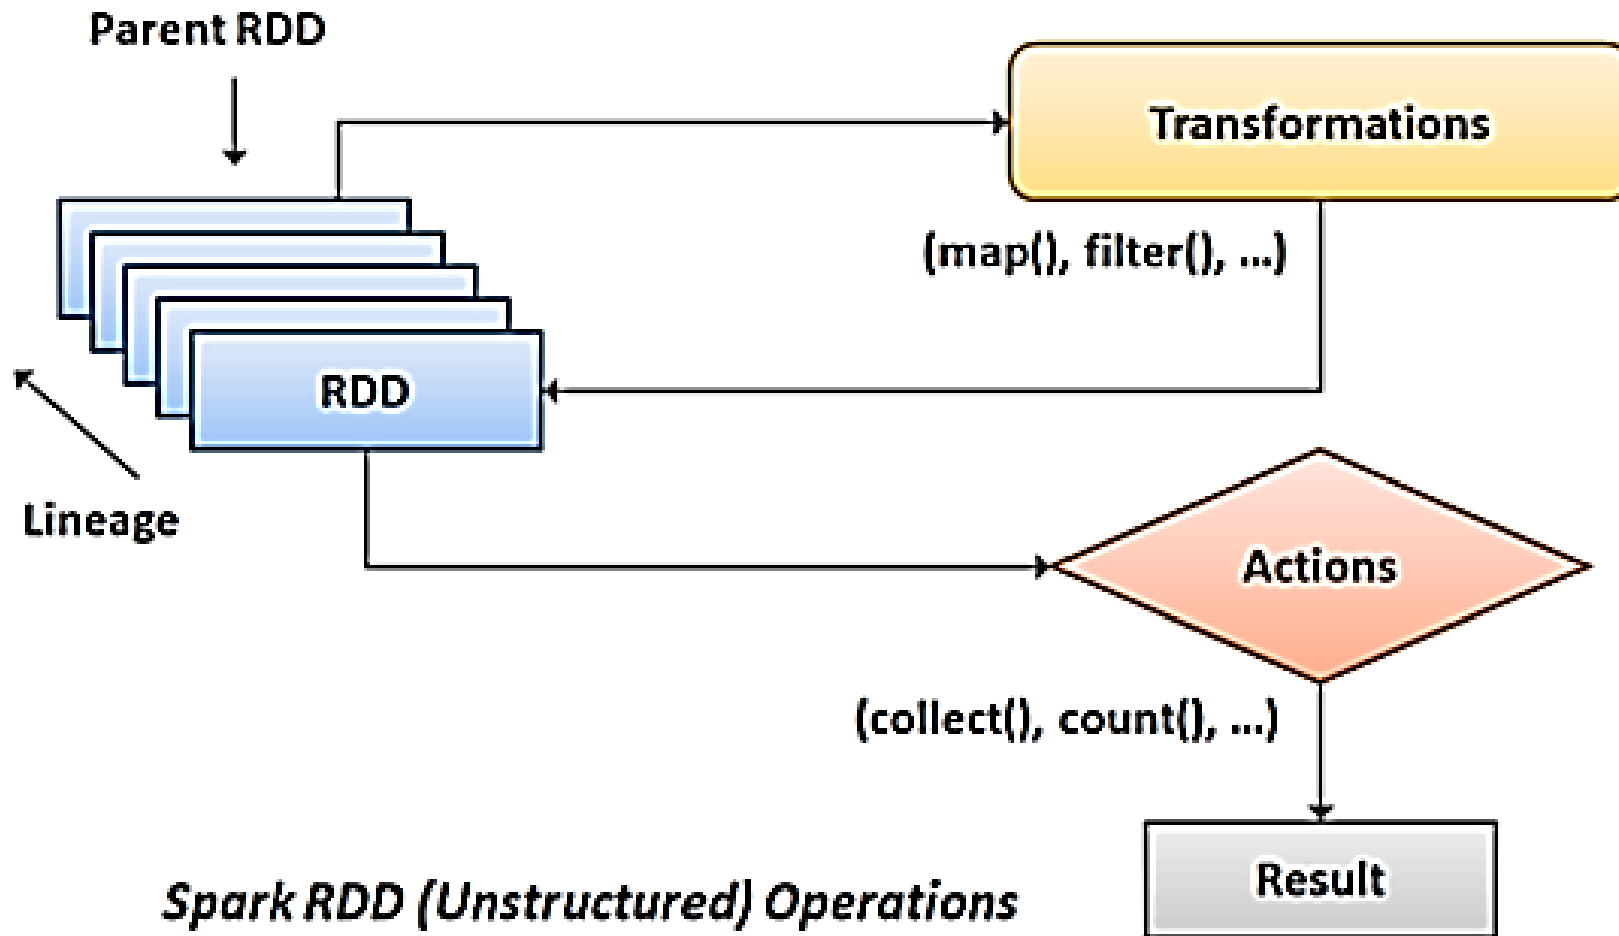 Parent RDD
Transformations
(map(), filter(), ...)
RDD
Lineage
Actions
(collect(), count(), ...)
Result
Spark RDD (Unstructured) Operations